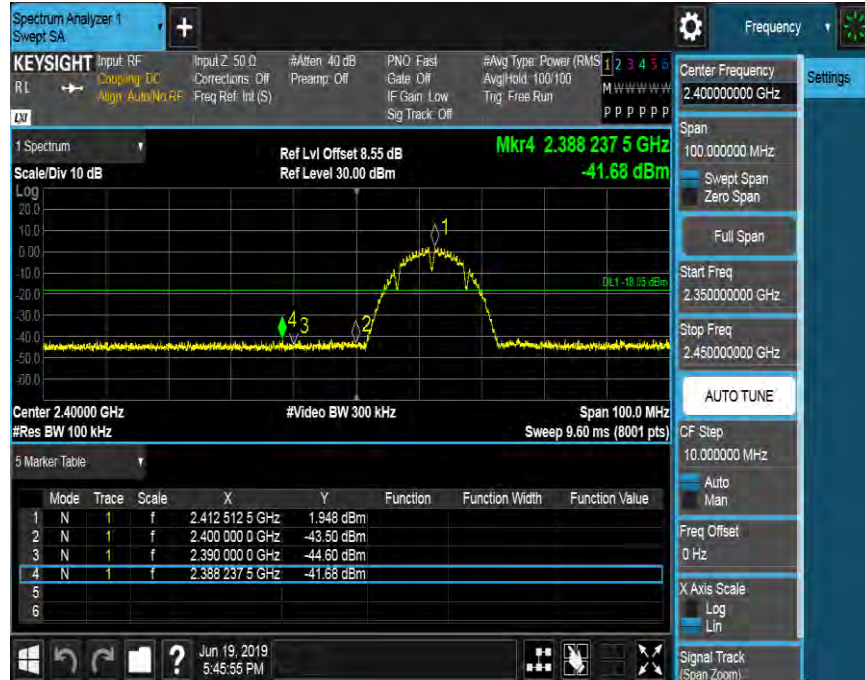 Spectrum Analyzer 1
Swept SA
+
Frequency
KEYSIGHT Input: RF Input Z: 50 Ω #Atten: 40 dB PNO: Fast #Avg Type: Power (RMS 1 2 3 4 5 6
RL Coupling: DC Corrections: Off Preamp: Off Gate: Off Avg|Hold: 100/100 M W W W W W
Align: Auto/No RF Freq Ref: Int (S) IF Gain: Low Trig: Free Run
LXI Sig Track: Off P P P P P P
1 Spectrum
Ref Lvl Offset 8.55 dB
Mkr4 2.388 237 5 GHz
Scale/Div 10 dB
Ref Level 30.00 dBm
-41.68 dBm
Log
20.0
10.0
0.00
-10.0
-20.0
-30.0
-40.0
-50.0
-60.0
1
DL1 -18.05 dBm
4 3 2
Center 2.40000 GHz #Video BW 300 kHz Span 100.0 MHz
#Res BW 100 kHz Sweep 9.60 ms (8001 pts)
5 Marker Table
Mode Trace Scale X Y Function Function Width Function Value
1 N 1 f 2.412 512 5 GHz 1.948 dBm
2 N 1 f 2.400 000 0 GHz -43.50 dBm
3 N 1 f 2.390 000 0 GHz -44.60 dBm
4 N 1 f 2.388 237 5 GHz -41.68 dBm
5
6
?
Jun 19, 2019
5:45:55 PM
Center Frequency
2.400000000 GHz
Settings
Span
100.000000 MHz
Swept Span
Zero Span
Full Span
Start Freq
2.350000000 GHz
Stop Freq
2.450000000 GHz
AUTO TUNE
CF Step
10.000000 MHz
Auto
Man
Freq Offset
0 Hz
X Axis Scale
Log
Lin
Signal Track
(Span Zoom)